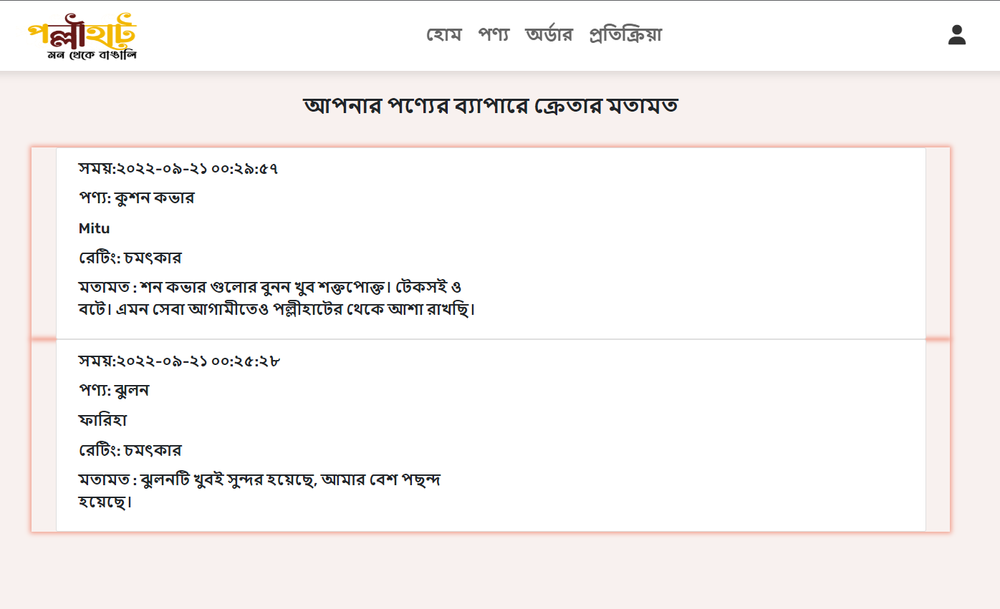 পল্লীহাট
মন থেকে বাঙালি
হোম পণ্য অর্ডার প্রতিক্রিয়া
আপনার পণ্যের ব্যাপারে ক্রেতার মতামত
সময়:২০২২-০৯-২১ ০০:২৯:৫৭
পণ্য: কুশন কভার
Mitu
রেটিং: চমৎকার
মতামত : শন কভার গুলোর বুনন খুব শক্তপোক্ত। টেকসই ও
বটে। এমন সেবা আগামীতেও পল্লীহাটের থেকে আশা রাখছি।
সময়:২০২২-০৯-২১ ০০:২৫:২৮
পণ্য: ঝুলন
ফারিহা
রেটিং: চমৎকার
মতামত : ঝুলনটি খুবই সুন্দর হয়েছে, আমার বেশ পছন্দ
হয়েছে।